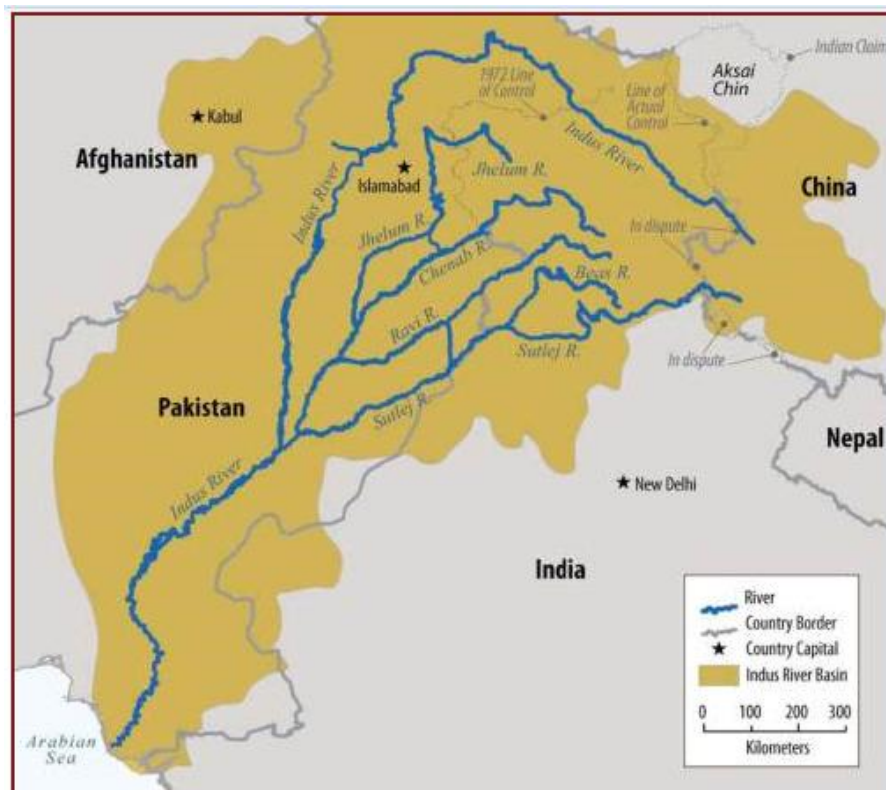 Indian Claim
Aksai
Chin
1972 Line
of Control
Line of
Actual
Control
Kabul
Afghanistan
Indus River
Islamabad
Jhelum R.
China
Indus River
In dispute
Jhelum R.
Chenab R.
Beas R.
Ravi R.
Sutlej R.
In dispute
Pakistan
Sutlej R.
Nepal
Indus River
New Delhi
India
River
Country Border
Country Capital
Indus River Basin
0 100 200 300
Kilometers
Arabian
Sea